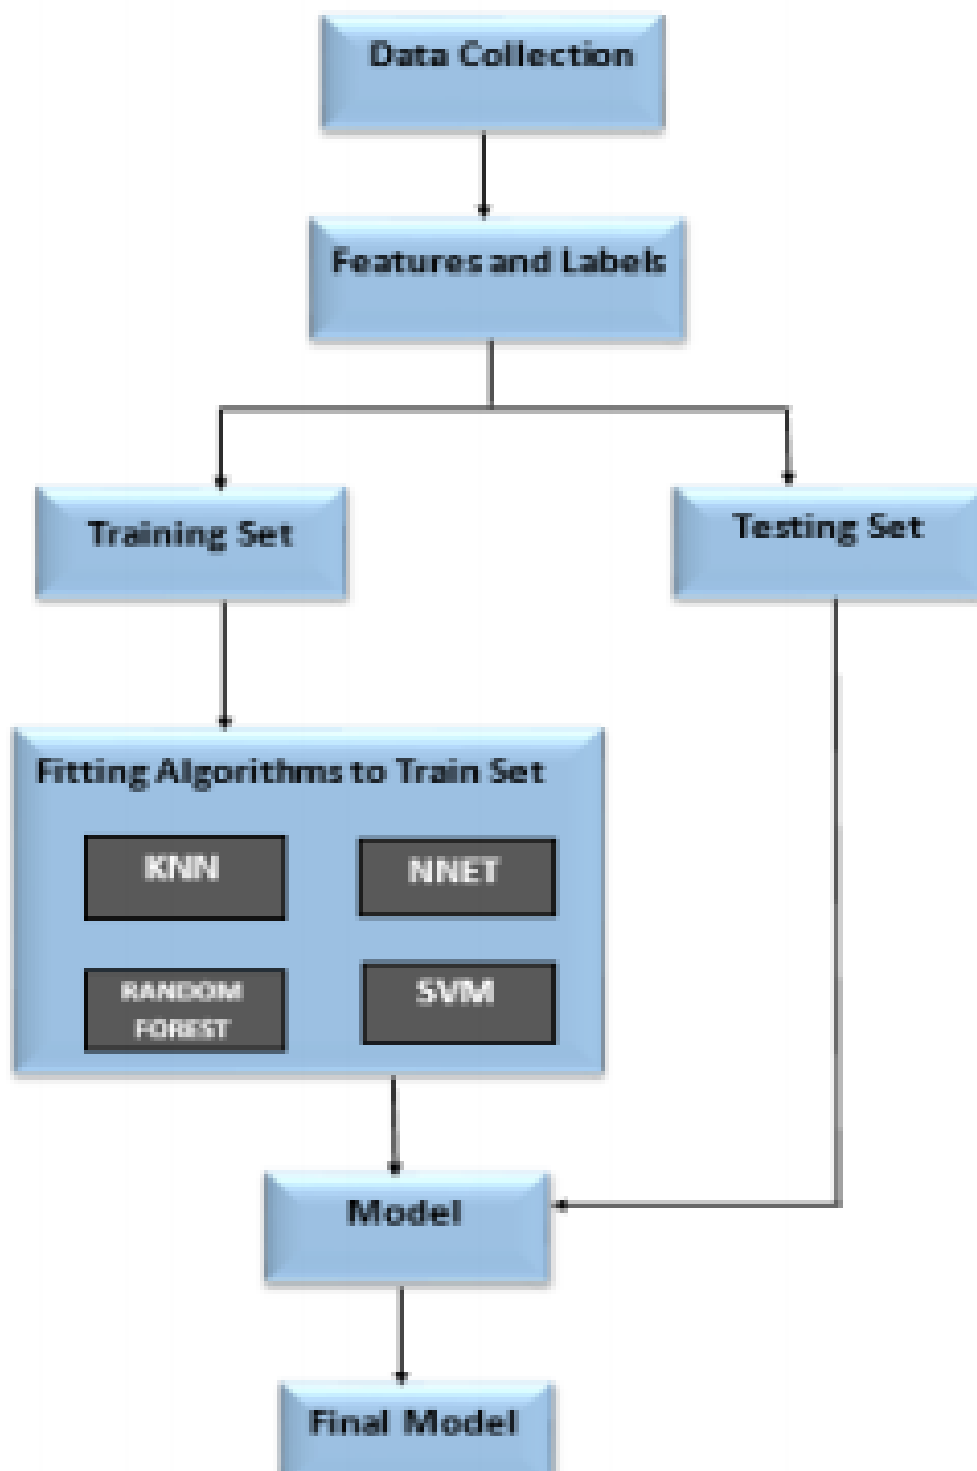 Data Collection
Features and Labels
Training Set
Testing Set
Fitting Algorithms to Train Set
KNN
NNET
RANDOM
FOREST
SVM
Model
Final Model